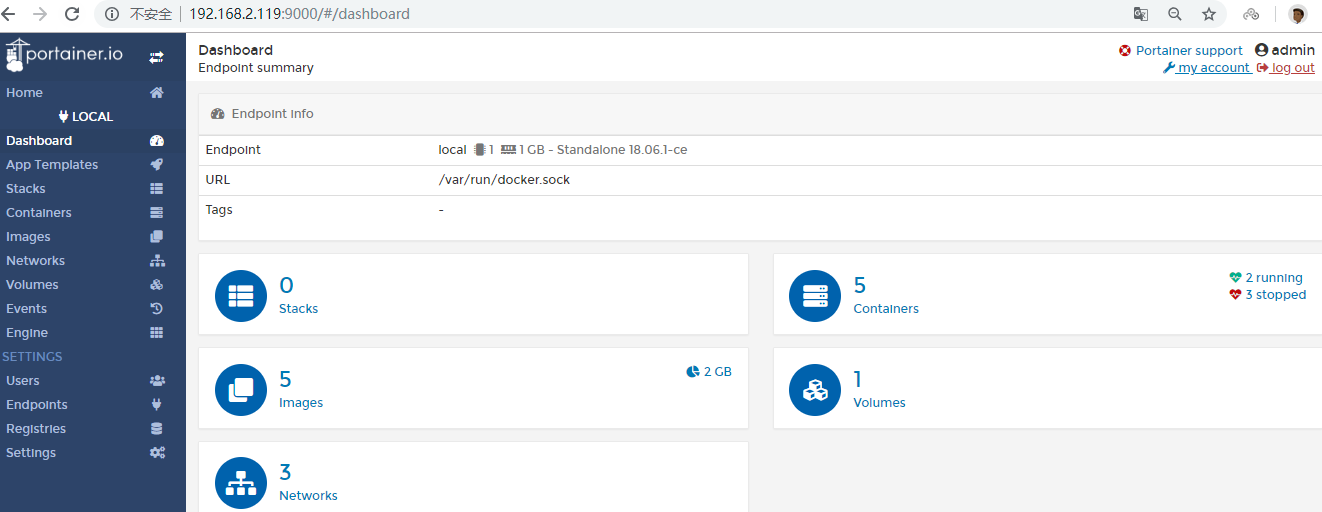 不安全 192.168.2.119:9000/#/dashboard
portainer.io
Home
LOCAL
Dashboard
App Templates
Stacks
Containers
Images
Networks
Volumes
Events
Engine
SETTINGS
Users
Endpoints
Registries
Settings
Dashboard
Endpoint summary
Portainer support admin
my account log out
Endpoint info
Endpoint local 1 1 GB - Standalone 18.06.1-ce
URL /var/run/docker.sock
Tags -
0
Stacks
5
Containers
2 running
3 stopped
5
Images
2 GB
1
Volumes
3
Networks